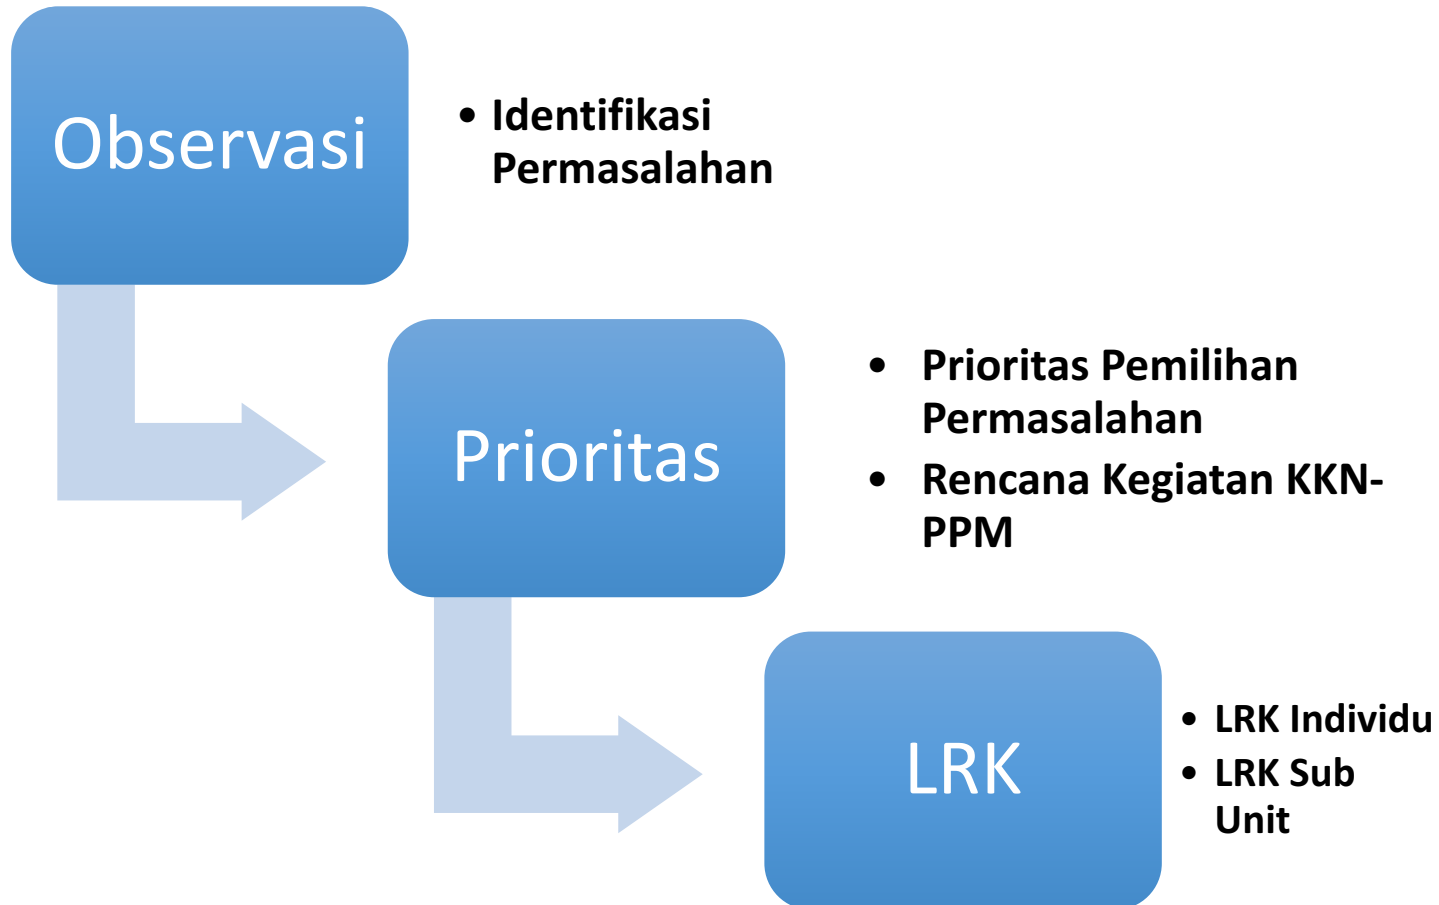 Observasi
• Identifikasi
Permasalahan
Prioritas
• Prioritas Pemilihan
Permasalahan
• Rencana Kegiatan KKN-
PPM
LRK
• LRK Individu
• LRK Sub
Unit